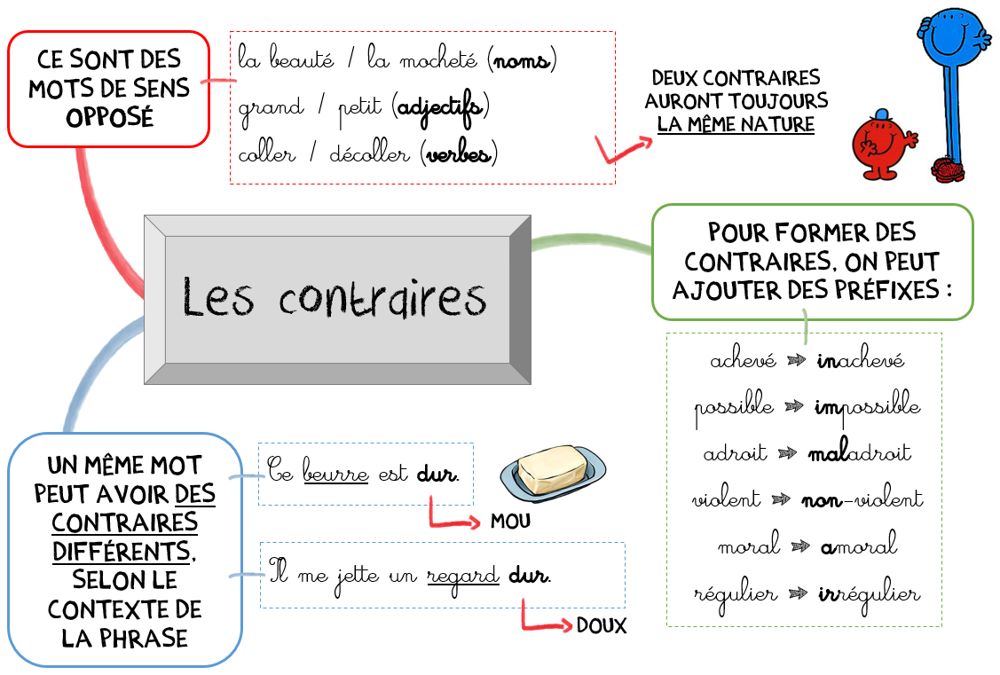 CE SONT DES
MOTS DE SENS
OPPOSÉ
la beauté / la mocheté (noms)
grand / petit (adjectifs)
coller / décoller (verbes)
DEUX CONTRAIRES
AURONT TOUJOURS
LA MÊME NATURE
Les contraires
POUR FORMER DES
CONTRAIRES, ON PEUT
AJOUTER DES PRÉFIXES :
achevé ➔ inachevé
possible ➔ impossible
adroit ➔ maladroit
violent ➔ non-violent
moral ➔ amoral
régulier ➔ irrégulier
UN MÊME MOT
PEUT AVOIR DES
CONTRAIRES
DIFFÉRENTS,
SELON LE
CONTEXTE DE
LA PHRASE
Ce beurre est dur.
MOU
Il me jette un regard dur.
DOUX